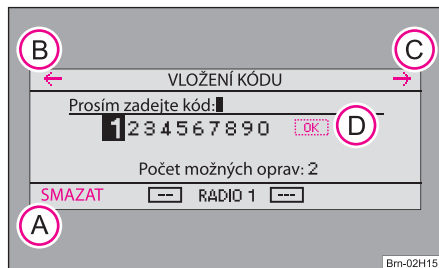 B
C
← VLOŽENÍ KÓDU →
Prosím zadejte kód:
1234567890 OK D
Počet možných oprav: 2
SMAZAT -- RADIO 1 ---
A
Brn-02H15